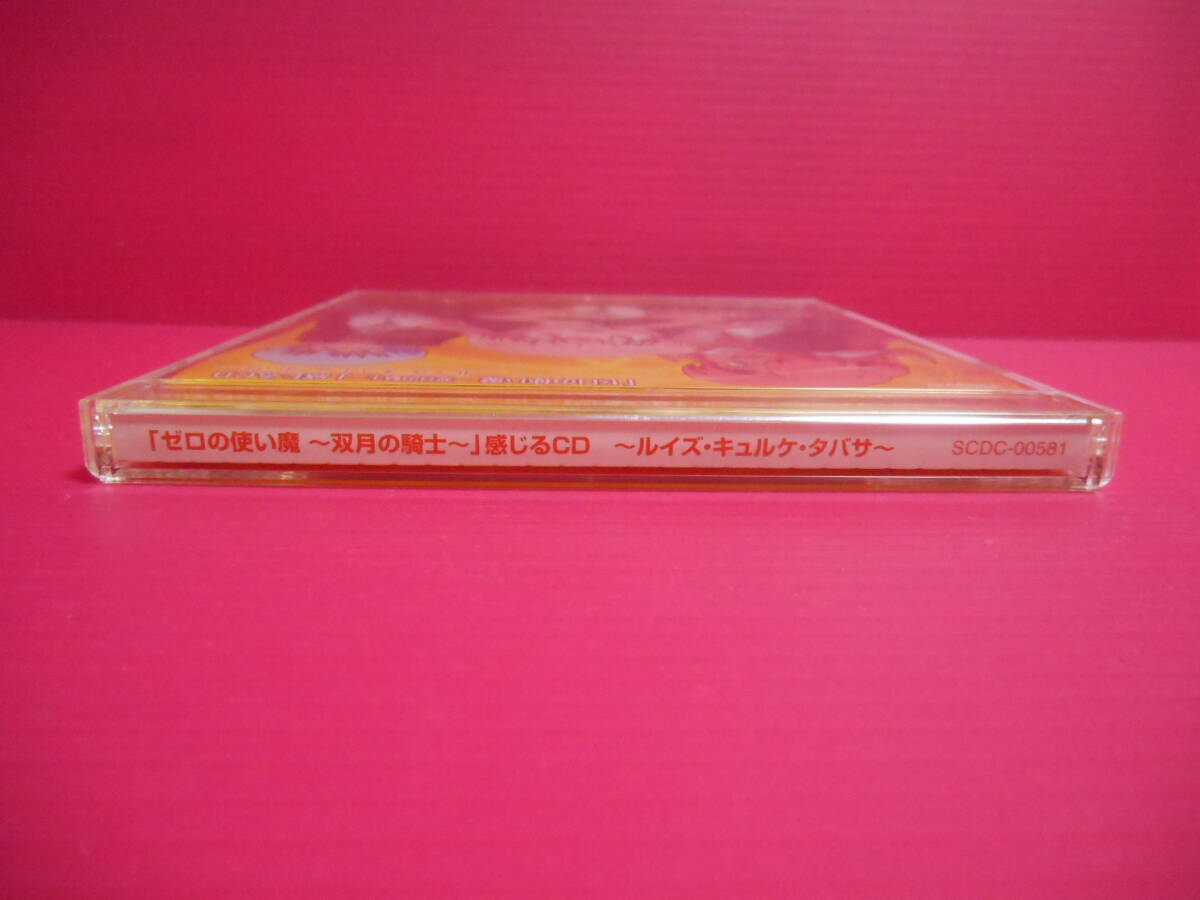 「ゼロの使い魔 ～双月の騎士～」感じるCD ～ルイズ・キュルケ・タバサ～ SCDC-00581